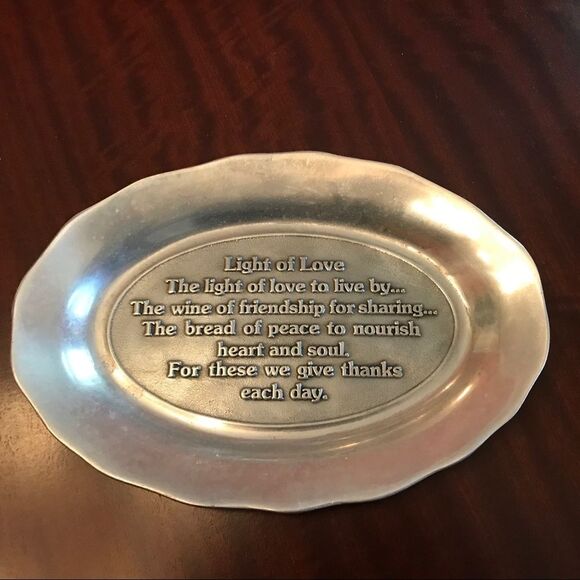 Light of Love
The light of love to live by...
The wine of friendship for sharing...
The bread of peace to nourish
heart and soul.
For these we give thanks
each day.